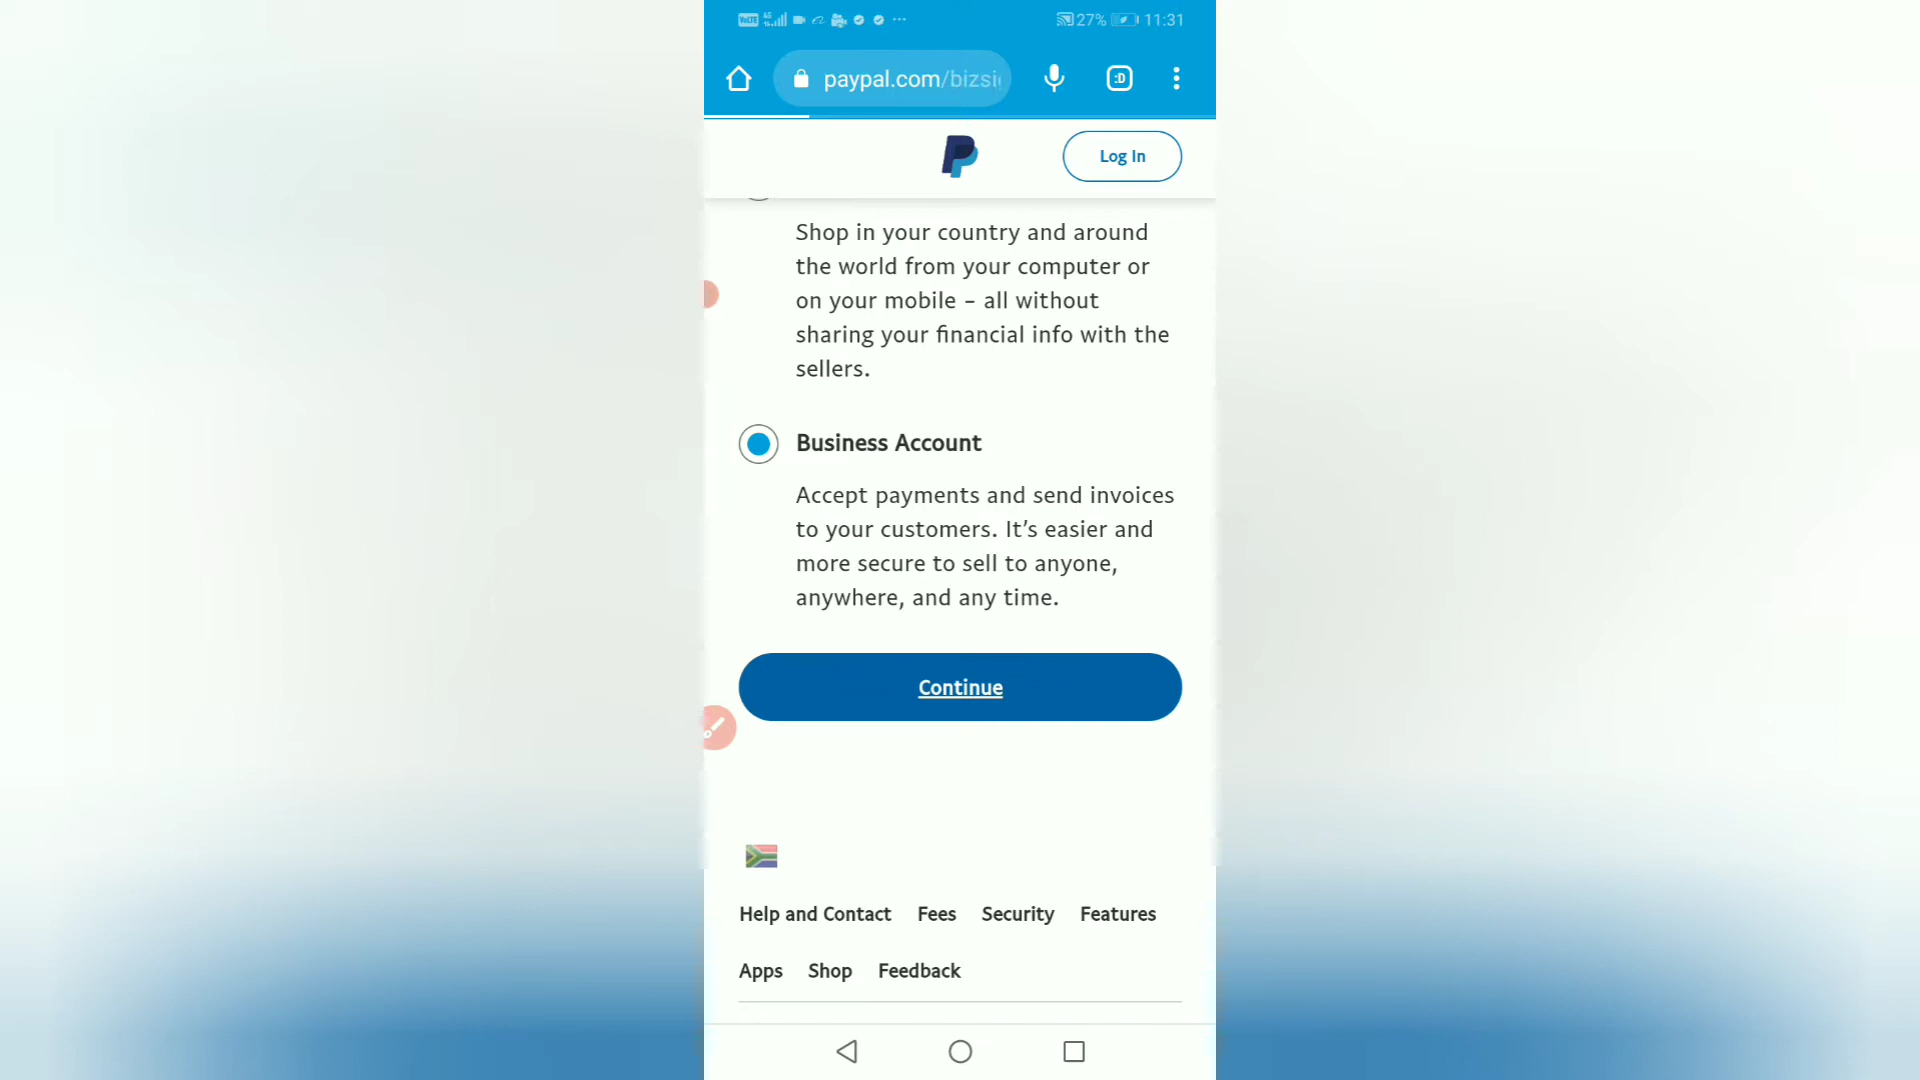 VoLTE 4G 27% 11:31
paypal.com/bizsi
:D
Log In
Shop in your country and around
the world from your computer or
on your mobile – all without
sharing your financial info with the
sellers.
Business Account
Accept payments and send invoices
to your customers. It’s easier and
more secure to sell to anyone,
anywhere, and any time.
Continue
Help and Contact Fees Security Features
Apps Shop Feedback